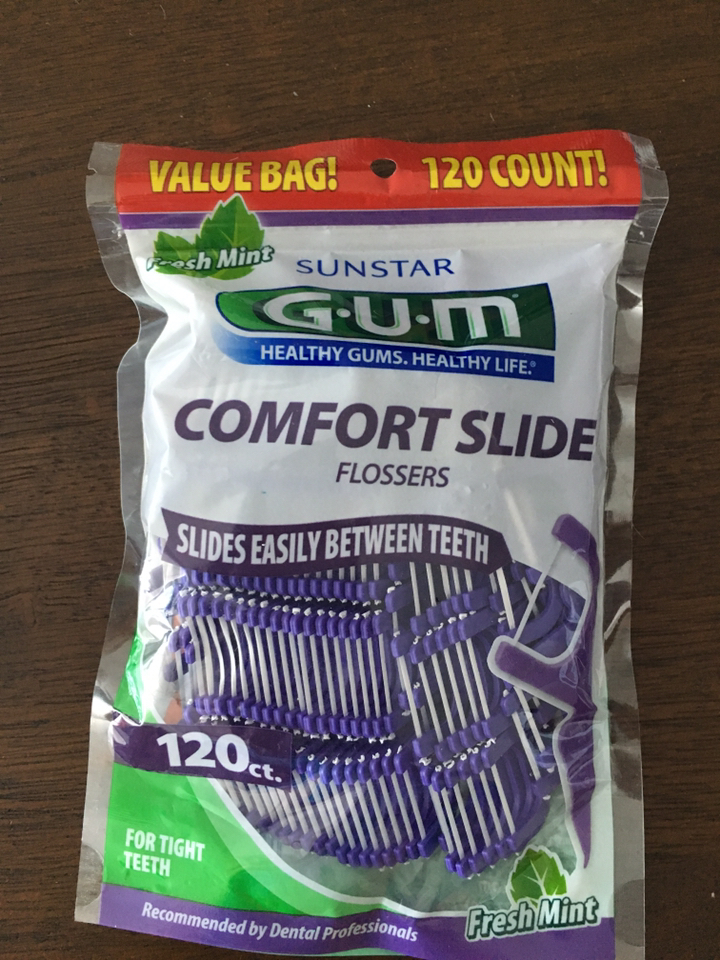 VALUE BAG! 120 COUNT!
Fresh Mint
SUNSTAR
G·U·M®
HEALTHY GUMS. HEALTHY LIFE.®
COMFORT SLIDE
FLOSSERS
SLIDES EASILY BETWEEN TEETH
120ct.
FOR TIGHT
TEETH
Fresh Mint
Recommended by Dental Professionals